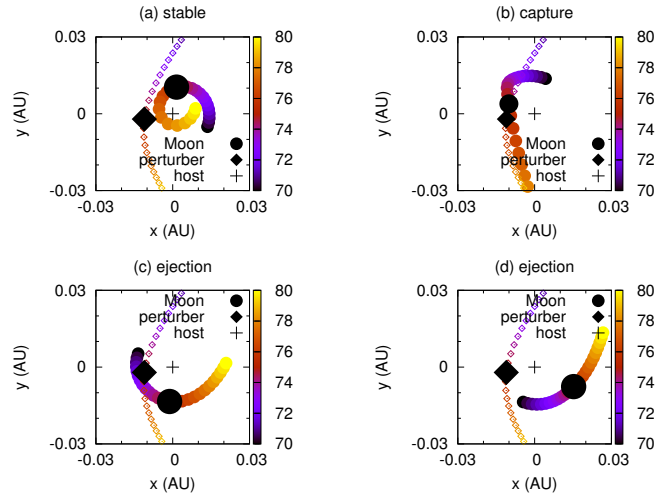 (a) stable
0.03
0
-0.03
y (AU)
-0.03
0
0.03
x (AU)
Moon
perturber
host
80
78
76
74
72
70
(b) capture
0.03
0
-0.03
y (AU)
-0.03
0
0.03
x (AU)
Moon
perturber
host
80
78
76
74
72
70
(c) ejection
0.03
0
-0.03
y (AU)
-0.03
0
0.03
x (AU)
Moon
perturber
host
80
78
76
74
72
70
(d) ejection
0.03
0
-0.03
y (AU)
-0.03
0
0.03
x (AU)
Moon
perturber
host
80
78
76
74
72
70